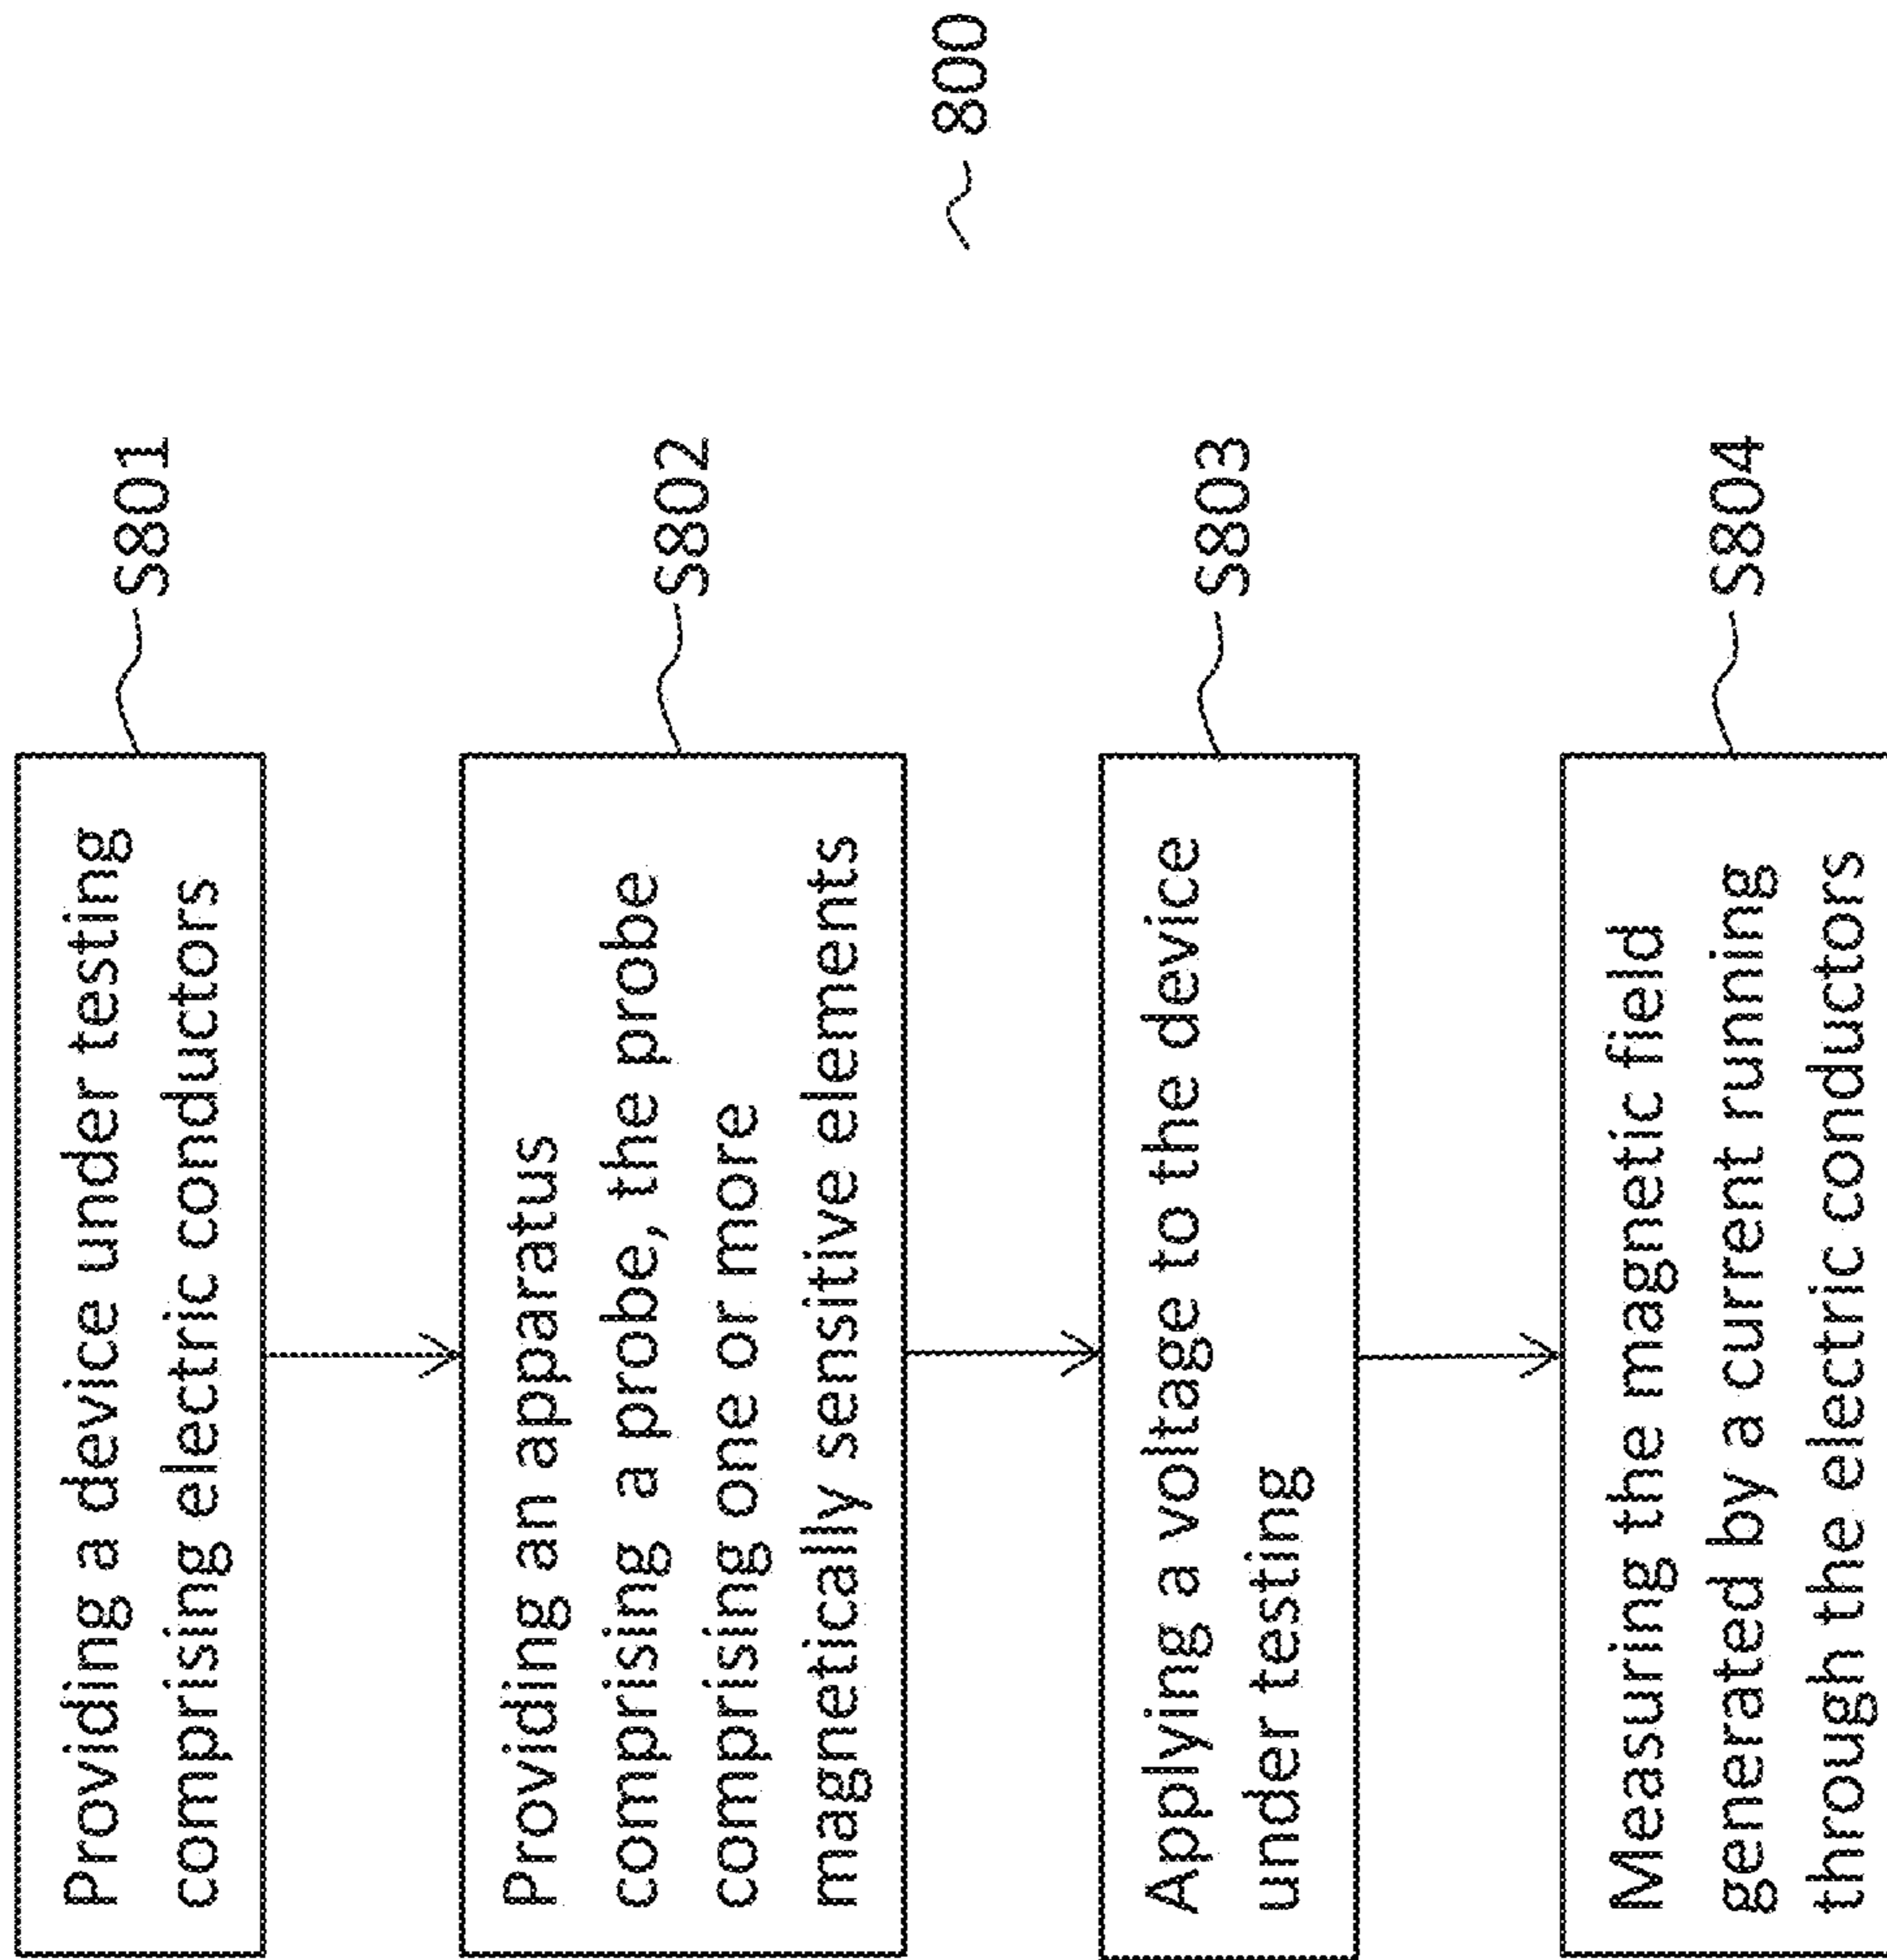 Providing a device under testing
comprising electric conductors
S801
Providing an apparatus
comprising a probe, the probe
comprising one or more
magnetically sensitive elements
S802
Applying a voltage to the device
under testing
S803
Measuring the magnetic field
generated by a current running
through the electric conductors
S804
800